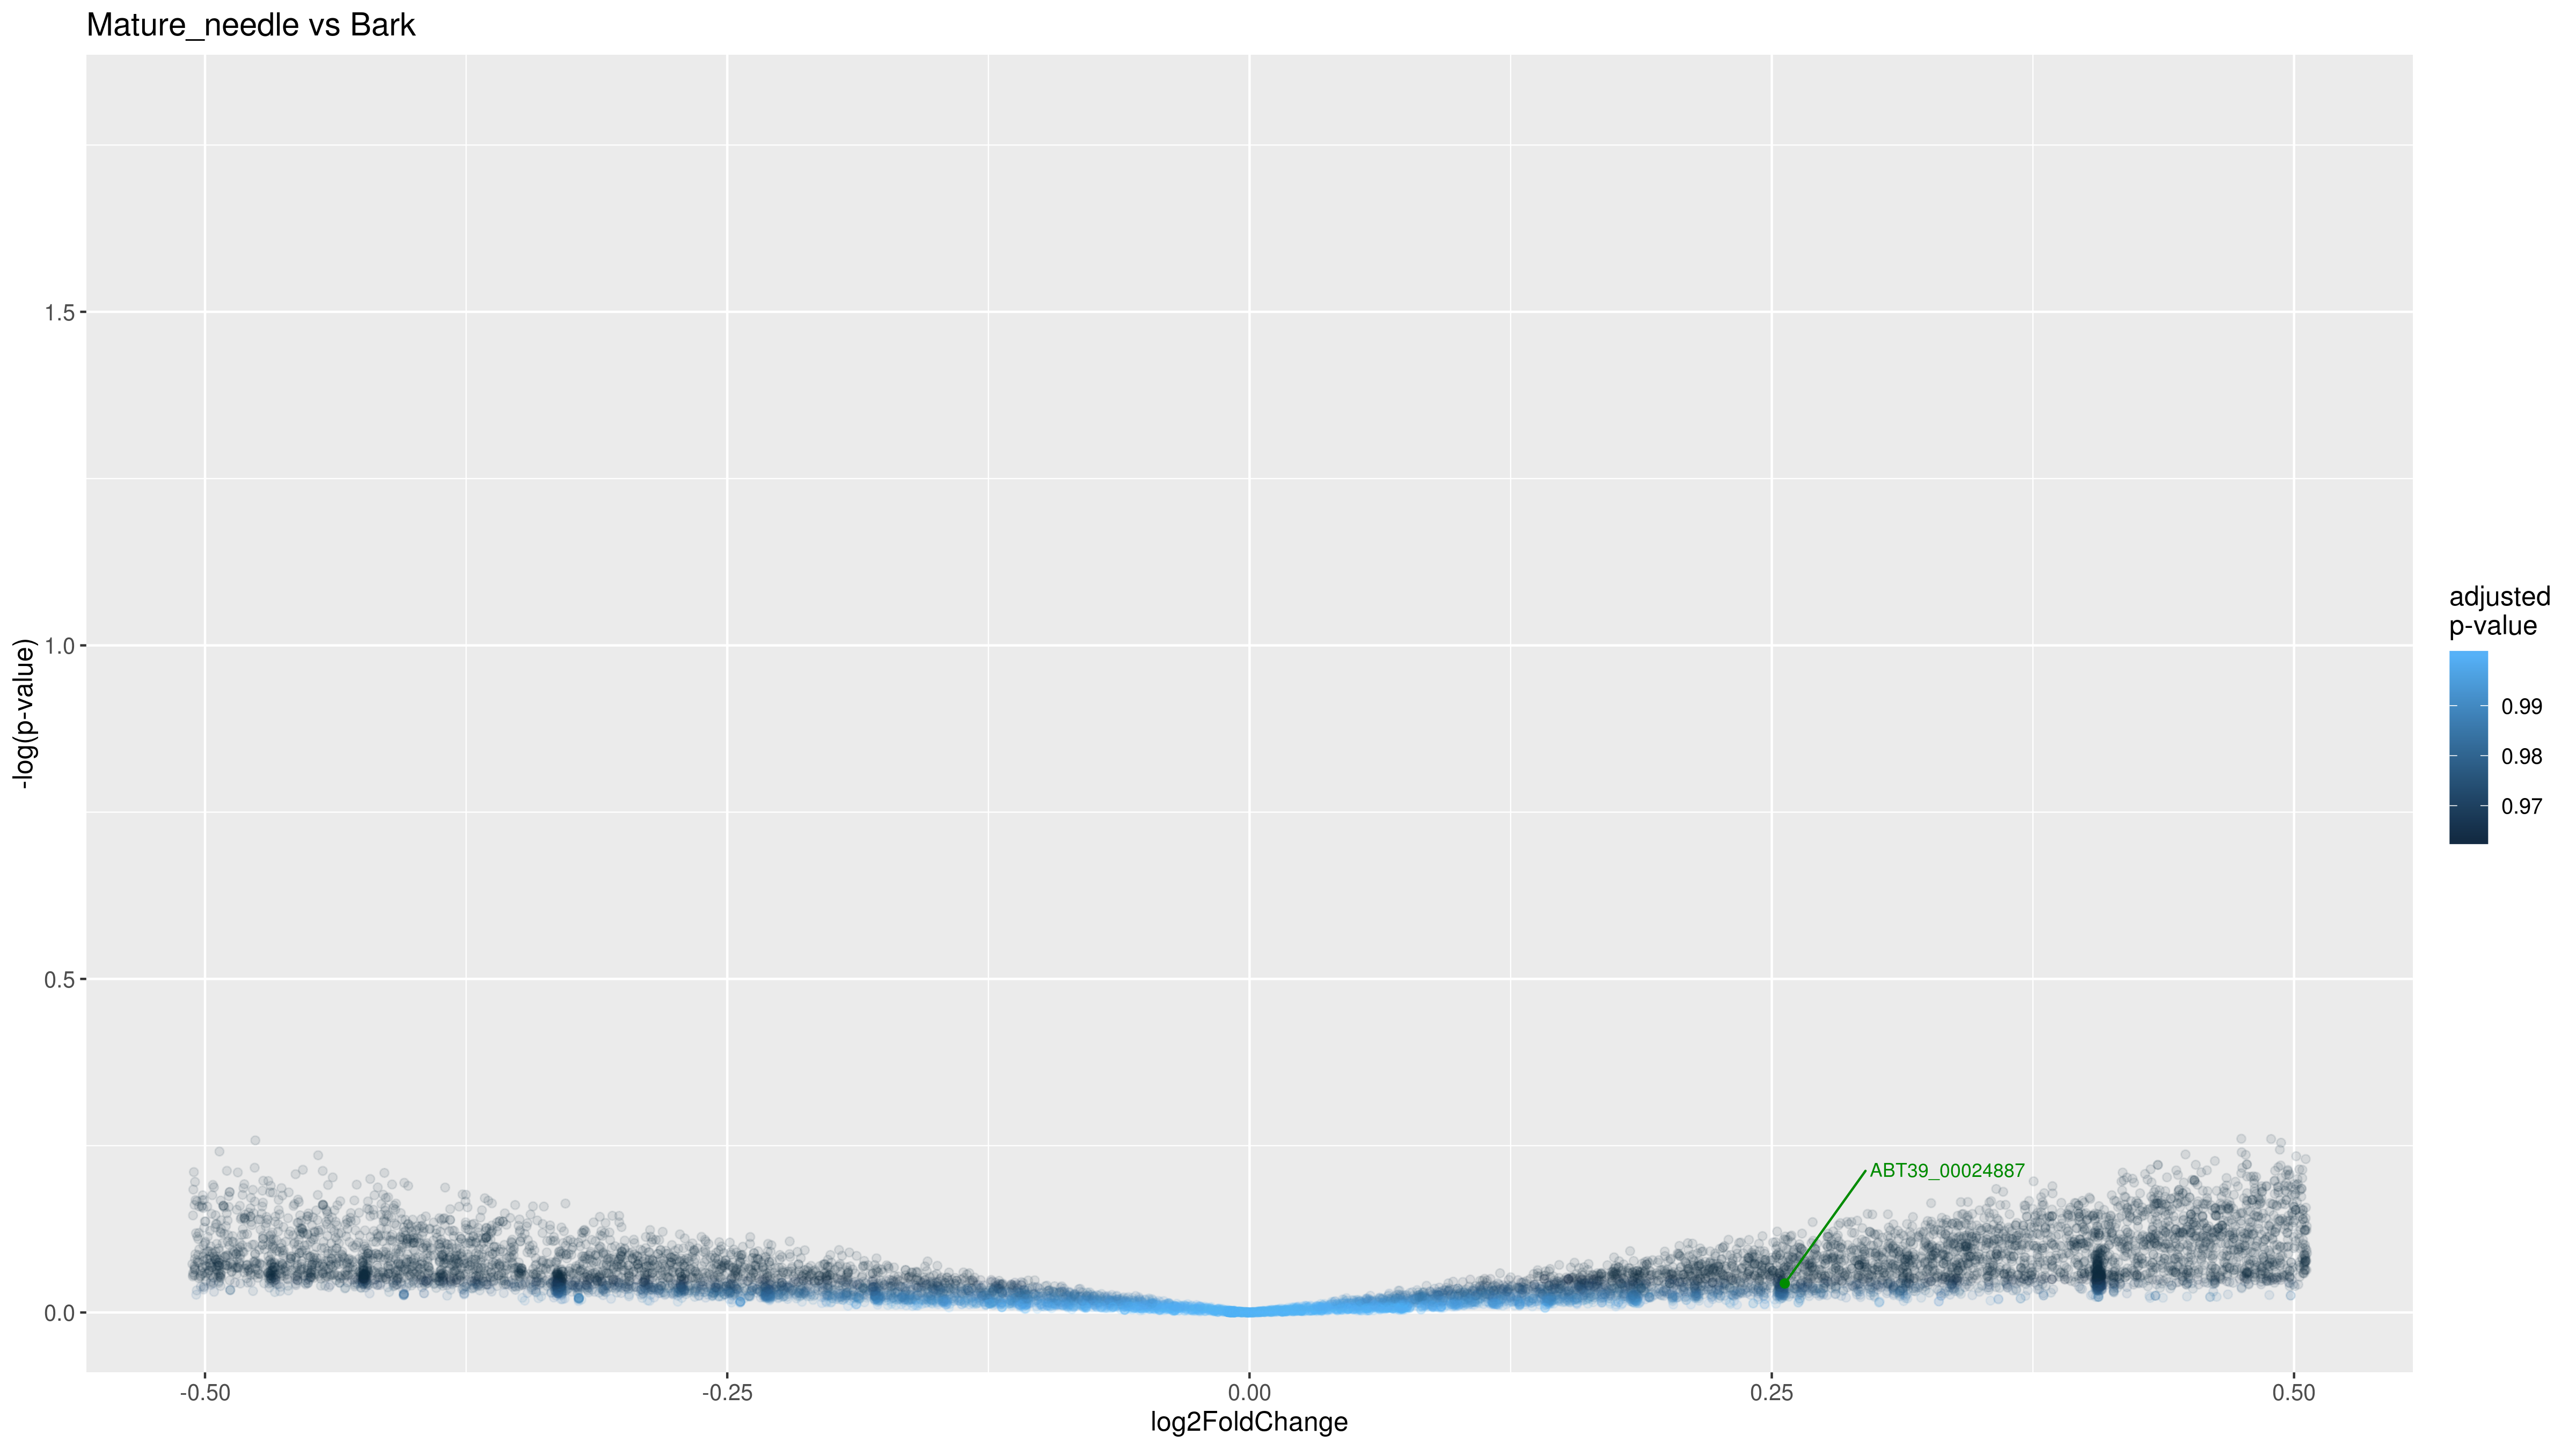 Mature_needle vs Bark
-log(p-value)
1.5
1.0
0.5
0.0
ABT39_00024887
-0.50
-0.25
0.00
0.25
0.50
log2FoldChange
adjusted
p-value
0.99
0.98
0.97